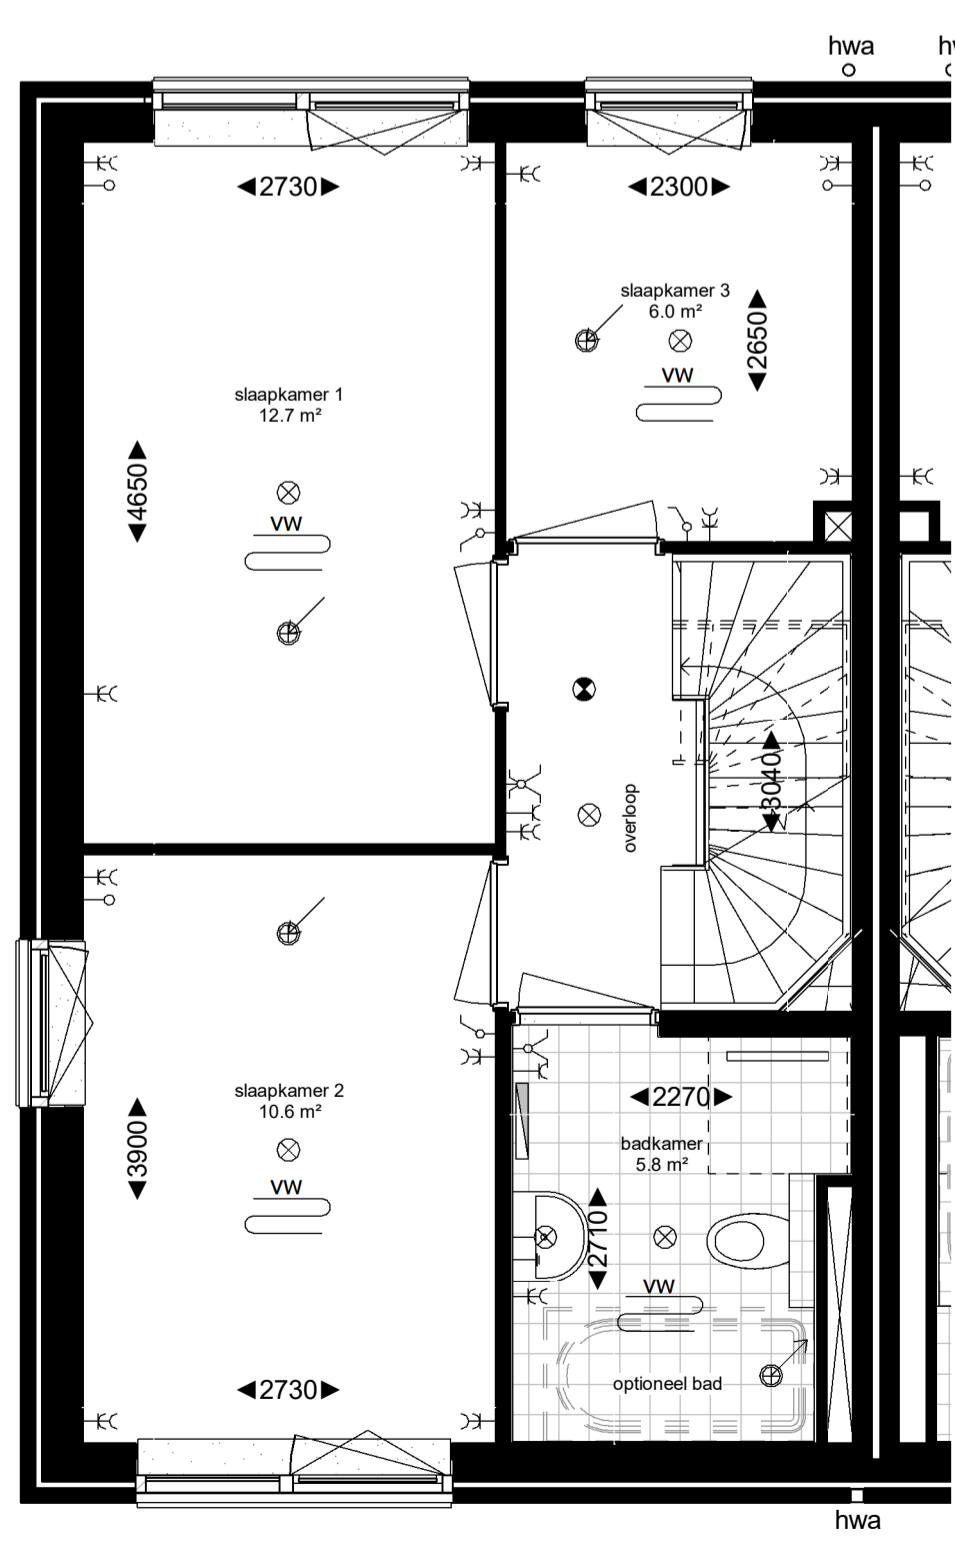 hwa
2730
2300
slaapkamer 3
6.0 m²
2650
VW
slaapkamer 1
12.7 m²
4650
VW
overloop
3040
slaapkamer 2
10.6 m²
3900
VW
2270
badkamer
5.8 m²
2710
VW
optioneel bad
2730
hwa